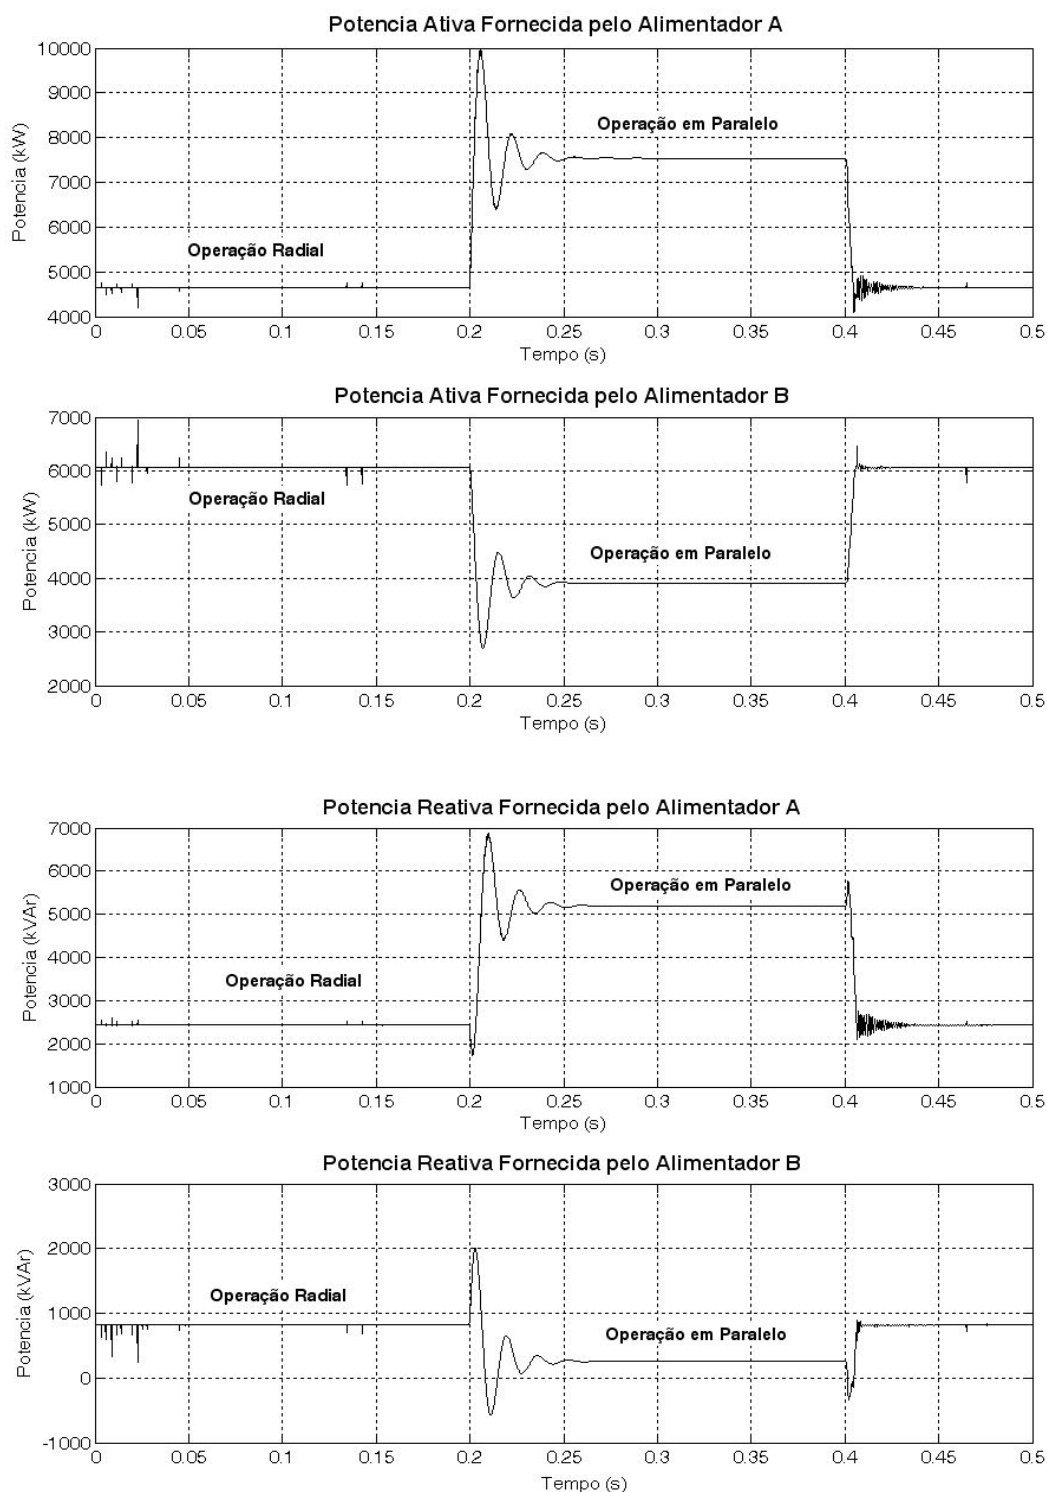 Potencia Ativa Fornecida pelo Alimentador A
10000
9000
8000
7000
6000
5000
4000
Potencia (kW)
Operação em Paralelo
Operação Radial
0 0.05 0.1 0.15 0.2 0.25 0.3 0.35 0.4 0.45 0.5
Tempo (s)
Potencia Ativa Fornecida pelo Alimentador B
7000
6000
5000
4000
3000
2000
Potencia (kW)
Operação Radial
Operação em Paralelo
0 0.05 0.1 0.15 0.2 0.25 0.3 0.35 0.4 0.45 0.5
Tempo (s)
Potencia Reativa Fornecida pelo Alimentador A
7000
6000
5000
4000
3000
2000
1000
Potencia (kVAr)
Operação em Paralelo
Operação Radial
0 0.05 0.1 0.15 0.2 0.25 0.3 0.35 0.4 0.45 0.5
Tempo (s)
Potencia Reativa Fornecida pelo Alimentador B
3000
2000
1000
0
-1000
Potencia (kVAr)
Operação Radial
Operação em Paralelo
0 0.05 0.1 0.15 0.2 0.25 0.3 0.35 0.4 0.45 0.5
Tempo (s)